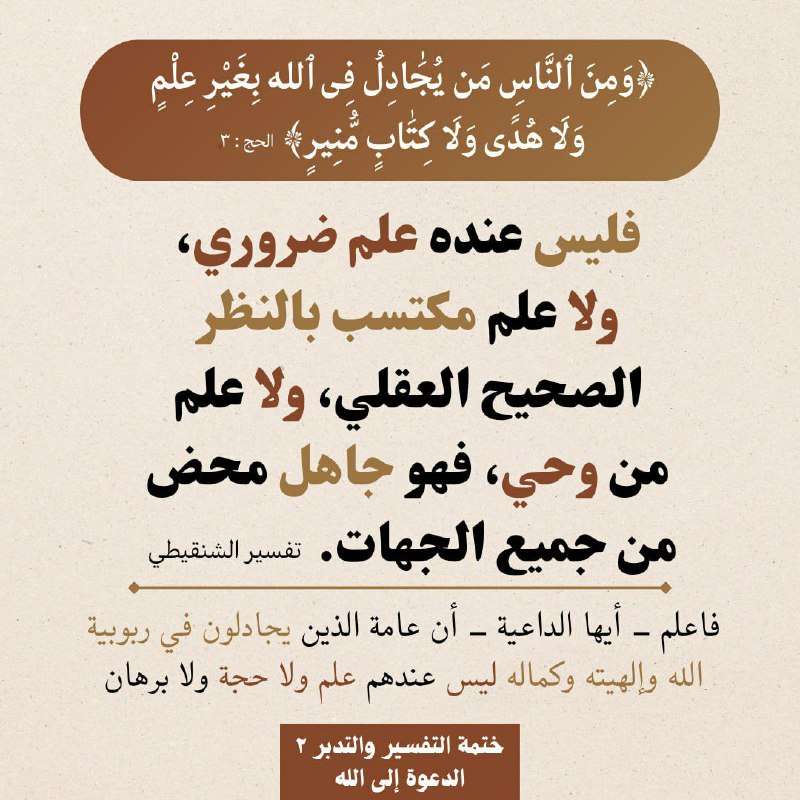 ﴿وَمِنَ ٱلنَّاسِ مَن يُجَٰدِلُ فِى ٱلله بِغَيْرِ عِلْمٍ
وَلَا هُدًى وَلَا كِتَٰبٍ مُّنِيرٍ﴾ الحج : ٣
فليس عنده علم ضروري،
ولا علم مكتسب بالنظر
الصحيح العقلي، ولا علم
من وحي، فهو جاهل محض
من جميع الجهات. تفسير الشنقيطي
فاعلم - أيها الداعية - أن عامة الذين يجادلون في ربوبية
الله وإلهيته وكماله ليس عندهم علم ولا حجة ولا برهان
ختمة التفسير والتدبر ٢
الدعوة إلى الله